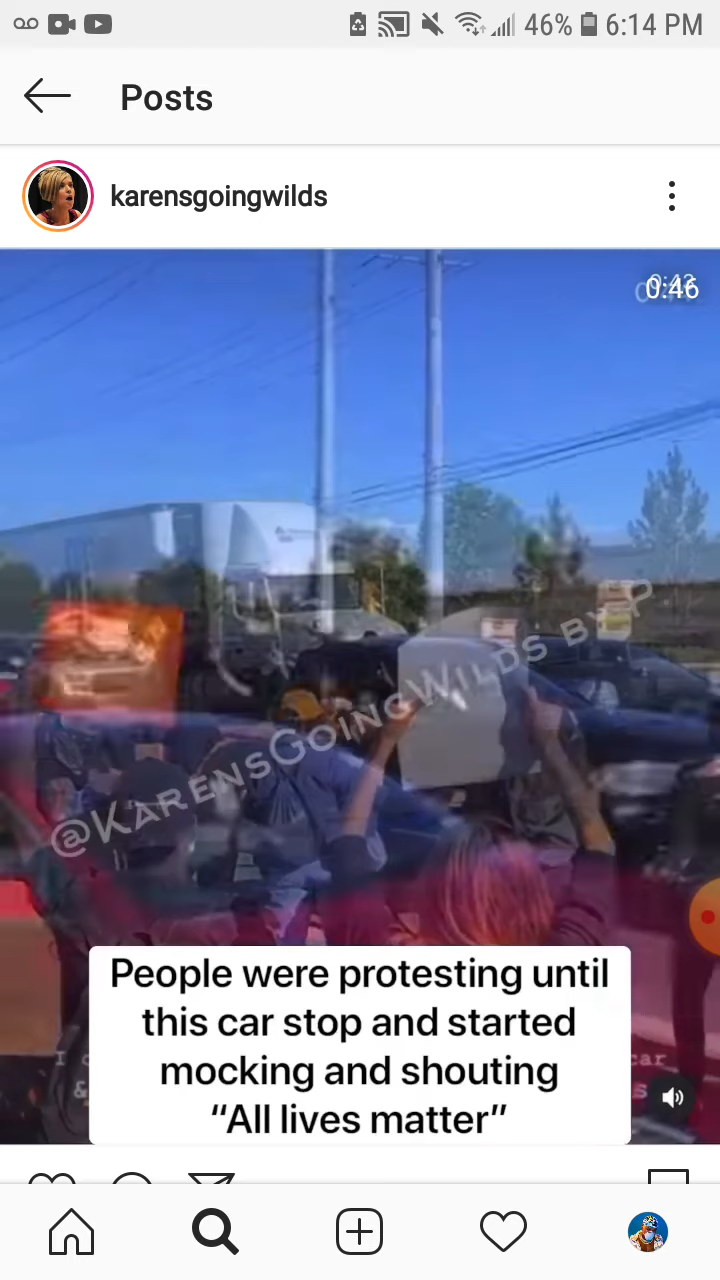 46% 6:14 PM
Posts
karensgoingwilds
0:46
@KarensGoingWilds by P
People were protesting until
this car stop and started
mocking and shouting
“All lives matter”
I
car
&
s